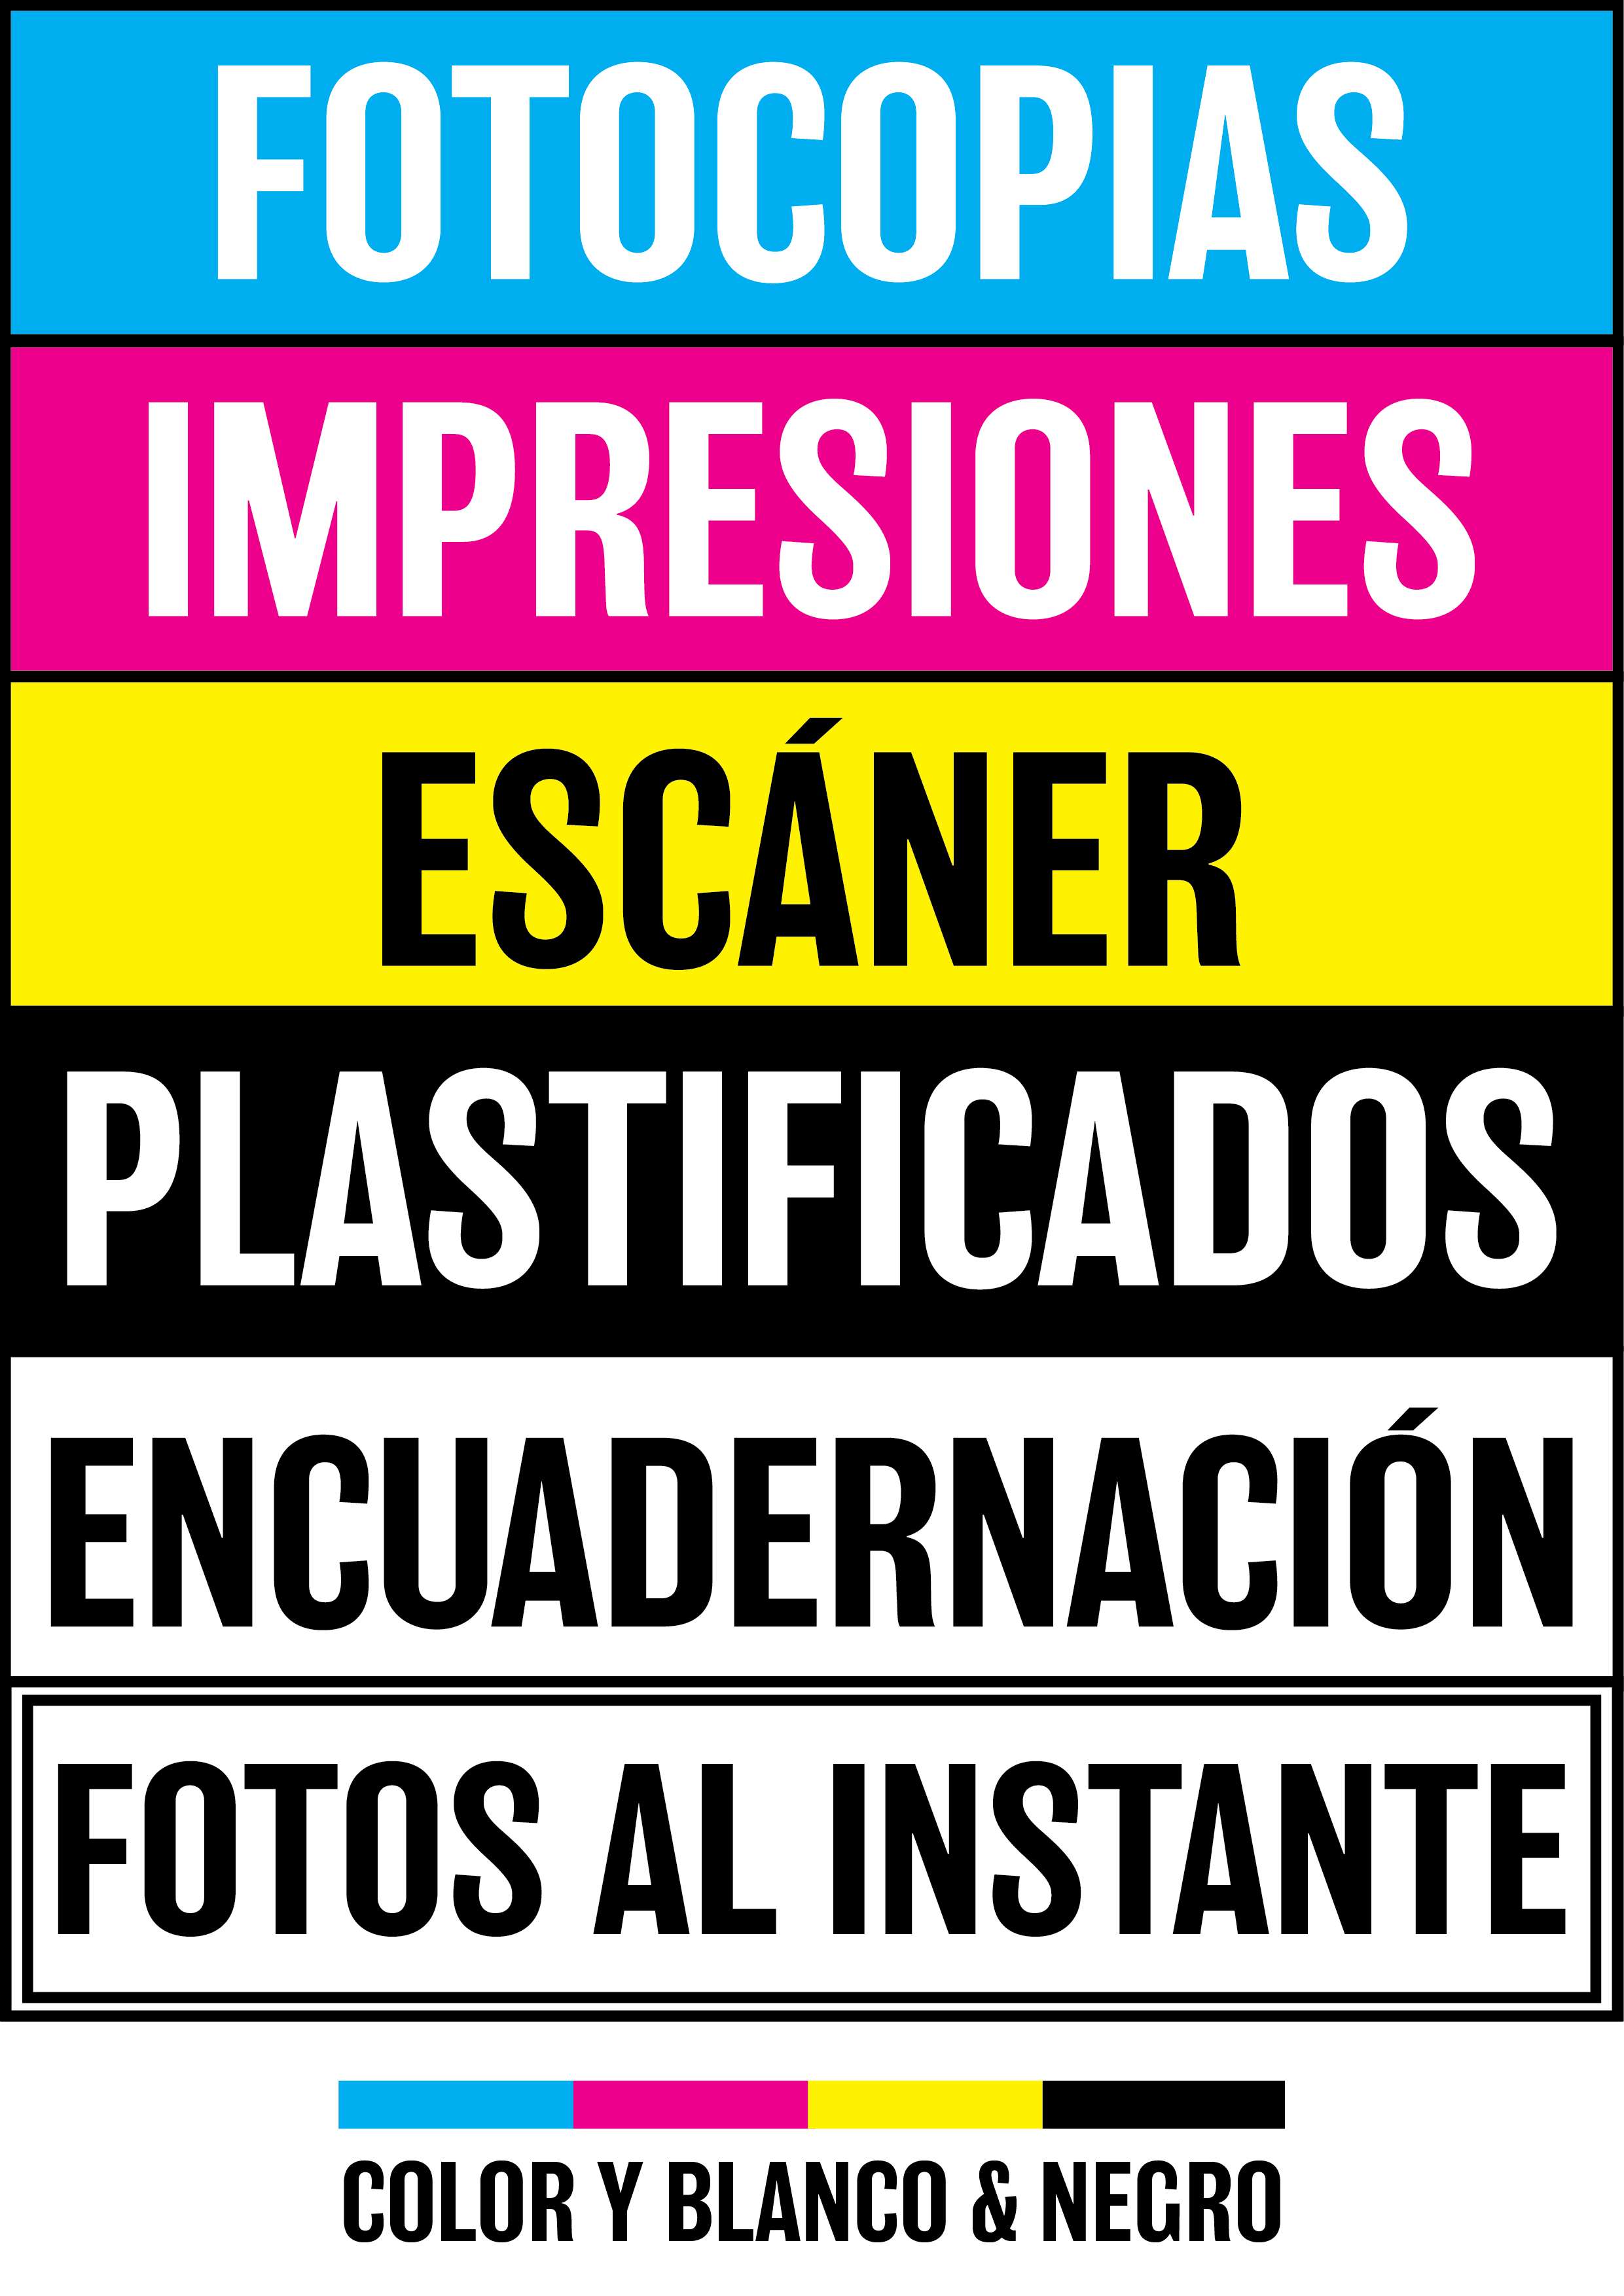 FOTOCOPIAS
IMPRESIONES
ESCÁNER
PLASTIFICADOS
ENCUADERNACIÓN
FOTOS AL INSTANTE
COLOR Y BLANCO & NEGRO